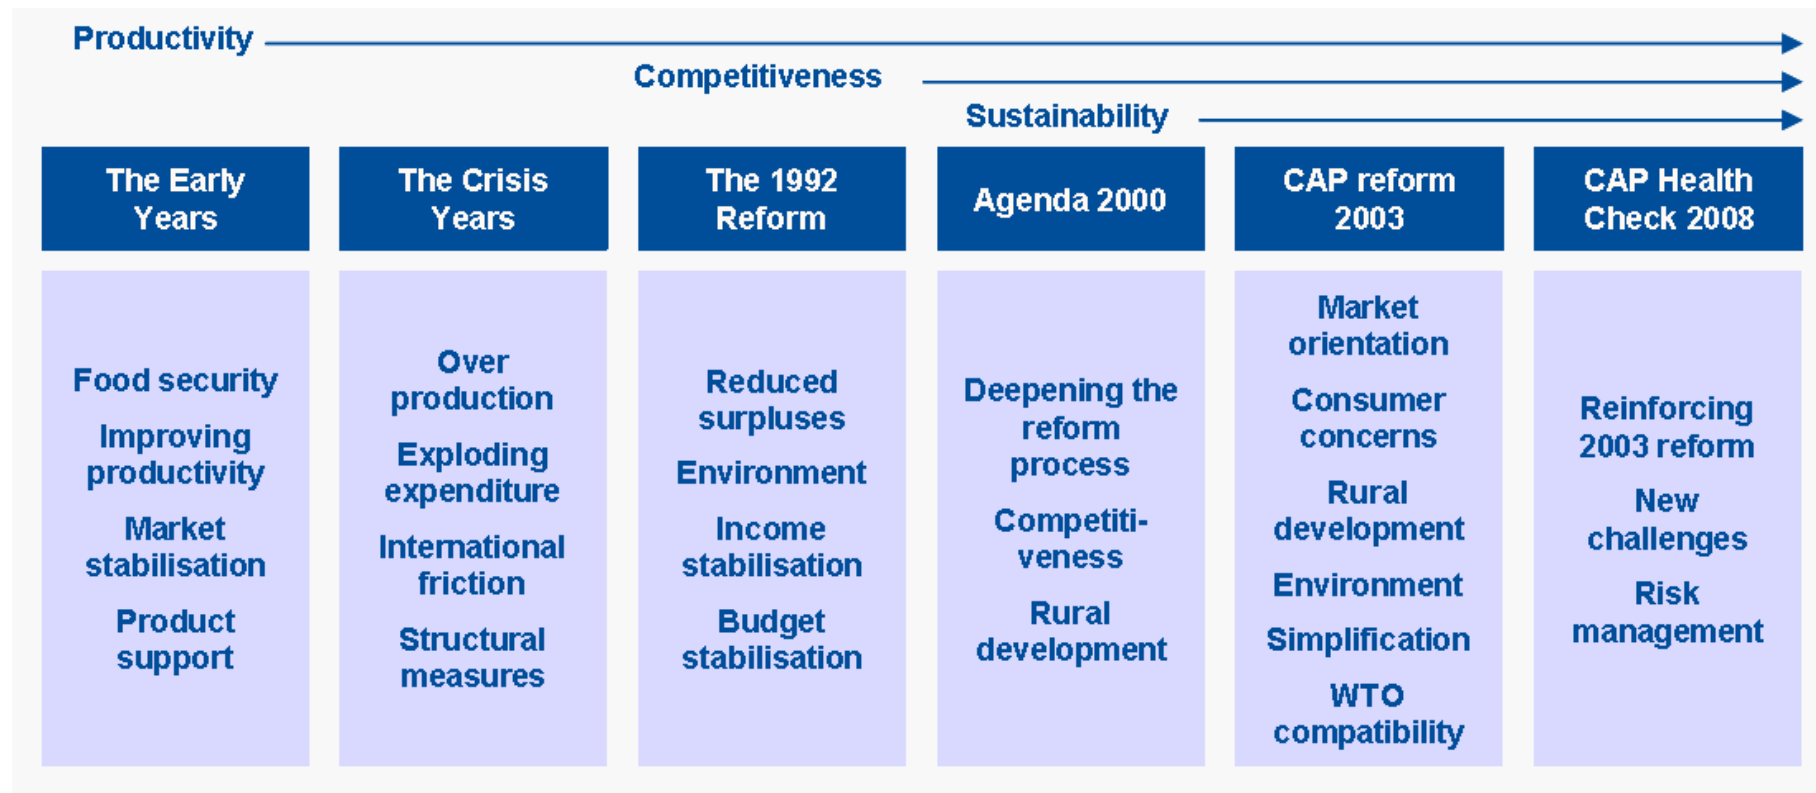 Productivity
Competitiveness
Sustainability
The Early
Years
The Crisis
Years
The 1992
Reform
Agenda 2000
CAP reform
2003
CAP Health
Check 2008
Food security
Improving
productivity
Market
stabilisation
Product
support
Over
production
Exploding
expenditure
International
friction
Structural
measures
Reduced
surpluses
Environment
Income
stabilisation
Budget
stabilisation
Deepening the
reform
process
Competiti-
veness
Rural
development
Market
orientation
Consumer
concerns
Rural
development
Environment
Simplification
WTO
compatibility
Reinforcing
2003 reform
New
challenges
Risk
management